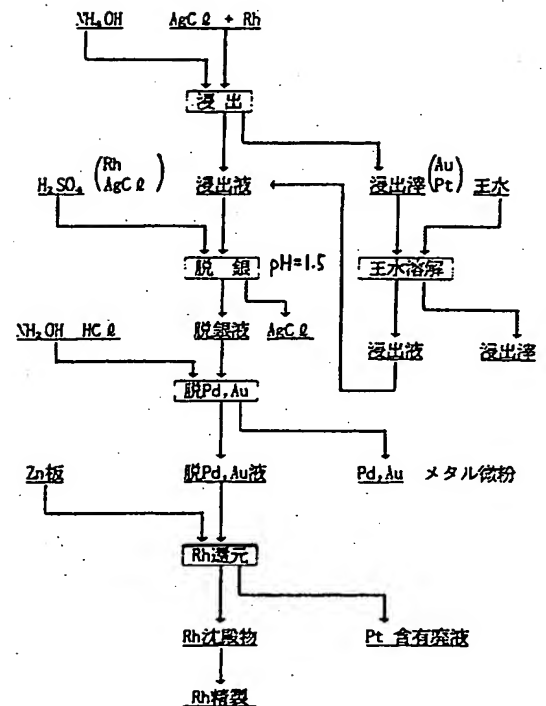 NH₄OH AgCl + Rh
浸出
H₂SO₄ (Rh AgCl) 浸出液 浸出滓 (Au Pt) 王水
脱銀 pH=1.5 王水溶解
NH₂OH HCl 脱銀液 AgCl 浸出液 浸出滓
脱Pd,Au
Zn板 脱Pd,Au液 Pd,Au メタル微粉
Rh還元
Rh沈殿物 Pt 含有廃液
Rh精製